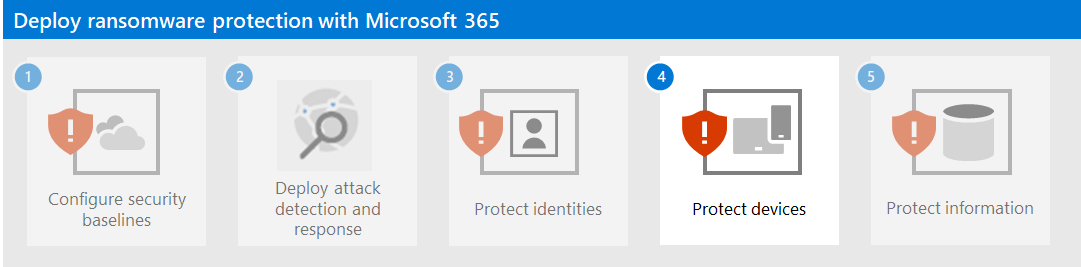 Deploy ransomware protection with Microsoft 365
1
2
3
4
5
Configure security
baselines
Deploy attack
detection and
response
Protect identities
Protect devices
Protect information